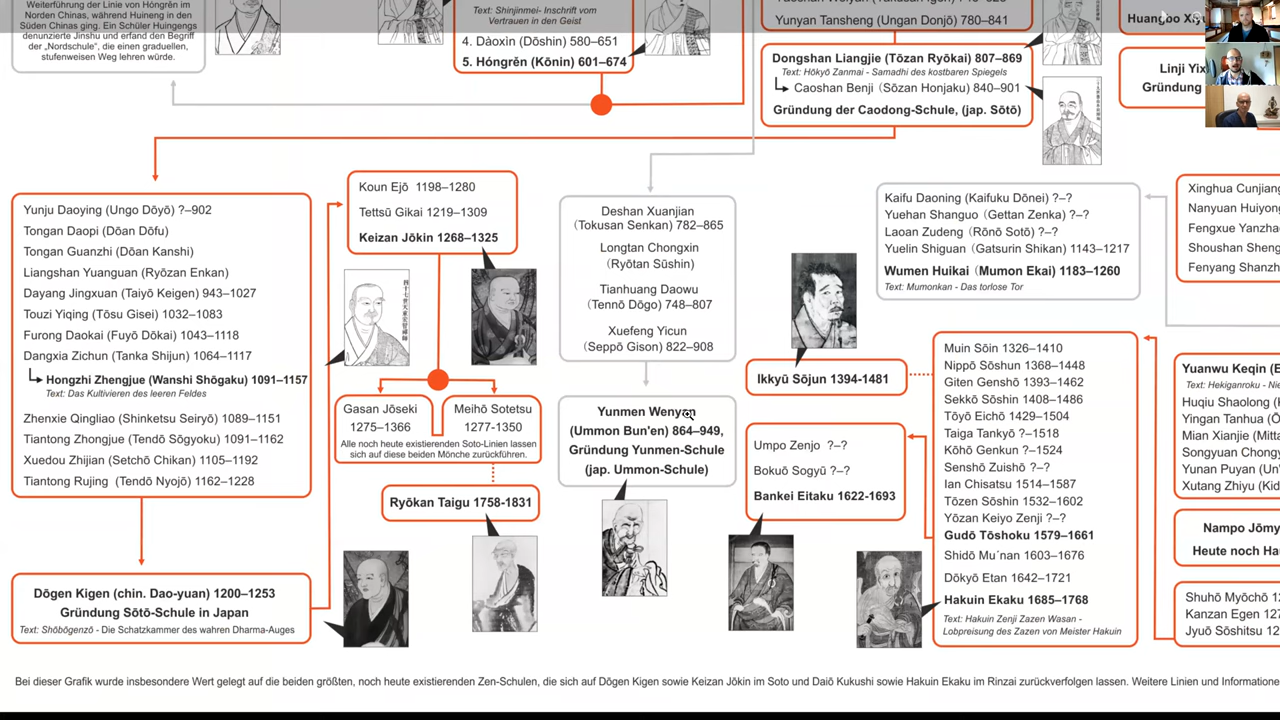 Weiterführung der Linie von Hóngrěn im
Norden Chinas, während Huineng in den
Süden Chinas ging. Ein Schüler Huingengs
denunzierte Jinshu und erfand den Begriff
der „Nordschule", die einen graduellen,
stufenweisen Weg lehren würde.
Text: Shinjinmei- Inschrift vom
Vertrauen in den Geist
4. Dàoxìn (Dōshin) 580–651
5. Hóngrěn (Kōnin) 601–674
Yunyan Tansheng (Ungan Donjō) 780–841
Dongshan Liangjie (Tōzan Ryōkai) 807–869
Text: Hōkyō Zanmai - Samadhi des kostbaren Spiegels
Caoshan Benji (Sōzan Honjaku) 840–901
Gründung der Caodong-Schule, (jap. Sōtō)
Huangbo
Linji
Gründung
Yunju Daoying (Ungo Dōyō) ?–902
Tongan Daopi (Dōan Dōfu)
Tongan Guanzhi (Dōan Kanshi)
Liangshan Yuanguan (Ryōzan Enkan)
Dayang Jingxuan (Taiyō Keigen) 943–1027
Touzi Yiqing (Tōsu Gisei) 1032–1083
Furong Daokai (Fuyō Dōkai) 1043–1118
Dangxia Zichun (Tanka Shijun) 1064–1117
Hongzhi Zhengjue (Wanshi Shōgaku) 1091–1157
Text: Das Kultivieren des leeren Feldes
Zhenxie Qingliao (Shinketsu Seiryō) 1089–1151
Tiantong Zhongjue (Tendō Sōgyoku) 1091–1162
Xuedou Zhijian (Setchō Chikan) 1105–1192
Tiantong Rujing (Tendō Nyojō) 1162–1228
Dōgen Kigen (chin. Dao-yuan) 1200–1253
Gründung Sōtō-Schule in Japan
Text: Shōbōgenzō - Die Schatzkammer des wahren Dharma-Auges
Koun Ejō 1198–1280
Tettsū Gikai 1219–1309
Keizan Jōkin 1268–1325
Gasan Jōseki
1275–1366
Meihō Sotetsu
1277-1350
Alle noch heute existierenden Soto-Linien lassen
sich auf diese beiden Mönche zurückführen.
Ryōkan Taigu 1758-1831
Deshan Xuanjian
(Tokusan Senkan) 782–865
Longtan Chongxin
(Ryōtan Sūshin)
Tianhuang Daowu
(Tennō Dōgo) 748–807
Xuefeng Yicun
(Seppō Gison) 822–908
Yunmen Wenyan
(Ummon Bun'en) 864–949,
Gründung Yunmen-Schule
(jap. Ummon-Schule)
Ikkyū Sōjun 1394-1481
Umpo Zenjo ?–?
Bokuō Sogyū ?–?
Bankei Eitaku 1622-1693
Kaifu Daoning (Kaifuku Dōnei) ?–?
Yuehan Shanguo (Gettan Zenka) ?–?
Laoan Zudeng (Rōnō Sotō) ?–?
Yuelin Shiguan (Gatsurin Shikan) 1143–1217
Wumen Huikai (Mumon Ekai) 1183–1260
Text: Mumonkan - Das torlose Tor
Muin Sōin 1326–1410
Nippō Sōshun 1368–1448
Giten Genshō 1393–1462
Sekkō Sōshin 1408–1486
Tōyō Eichō 1429–1504
Taiga Tankyō ?–1518
Kōhō Genkun ?–1524
Senshō Zuishō ?–?
Ian Chisatsu 1514–1587
Tōzen Sōshin 1532–1602
Yōzan Keiyo Zenji ?–?
Gudō Tōshoku 1579–1661
Shidō Mu´nan 1603–1676
Dōkyō Etan 1642–1721
Hakuin Ekaku 1685–1768
Text: Hakuin Zenji Zazen Wasan -
Lobpreisung des Zazen von Meister Hakuin
Xinghua Cunjiang
Nanyuan Huiyong
Fengxue Yanzha
Shoushan Sheng
Fenyang Shanzh
Yuanwu Keqin (E
Text: Hekiganroku - Nie
Huqiu Shaolong (
Yingan Tanhua (O
Mian Xianjie (Mitta
Songyuan Chongy
Yunan Puyan (Un'
Xutang Zhiyu (Kid
Nampo Jōmy
Heute noch Ha
Shuhō Myōchō 12
Kanzan Egen 127
Jyuō Sōshitsu 12
Bei dieser Grafik wurde insbesondere Wert gelegt auf die beiden größten, noch heute existierenden Zen-Schulen, die sich auf Dōgen Kigen sowie Keizan Jōkin im Soto und Daiō Kukushi sowie Hakuin Ekaku im Rinzai zurückverfolgen lassen. Weitere Linien und Informatione